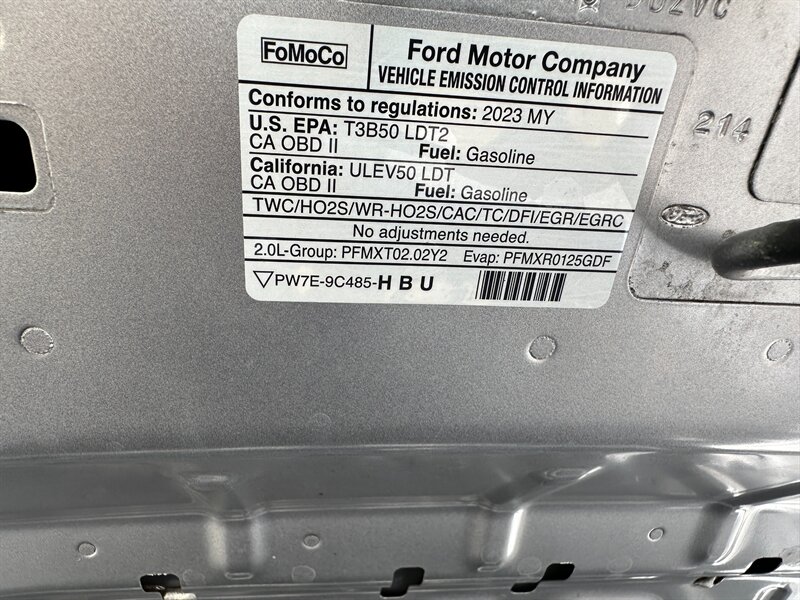 FoMoCo
Ford Motor Company
VEHICLE EMISSION CONTROL INFORMATION
Conforms to regulations: 2023 MY
U.S. EPA: T3B50 LDT2
CA OBD II Fuel: Gasoline
California: ULEV50 LDT
CA OBD II Fuel: Gasoline
TWC/HO2S/WR-HO2S/CAC/TC/DFI/EGR/EGRC
No adjustments needed.
2.0L-Group: PFMXT02.02Y2 Evap: PFMXR0125GDF
PW7E-9C485-H B U
214